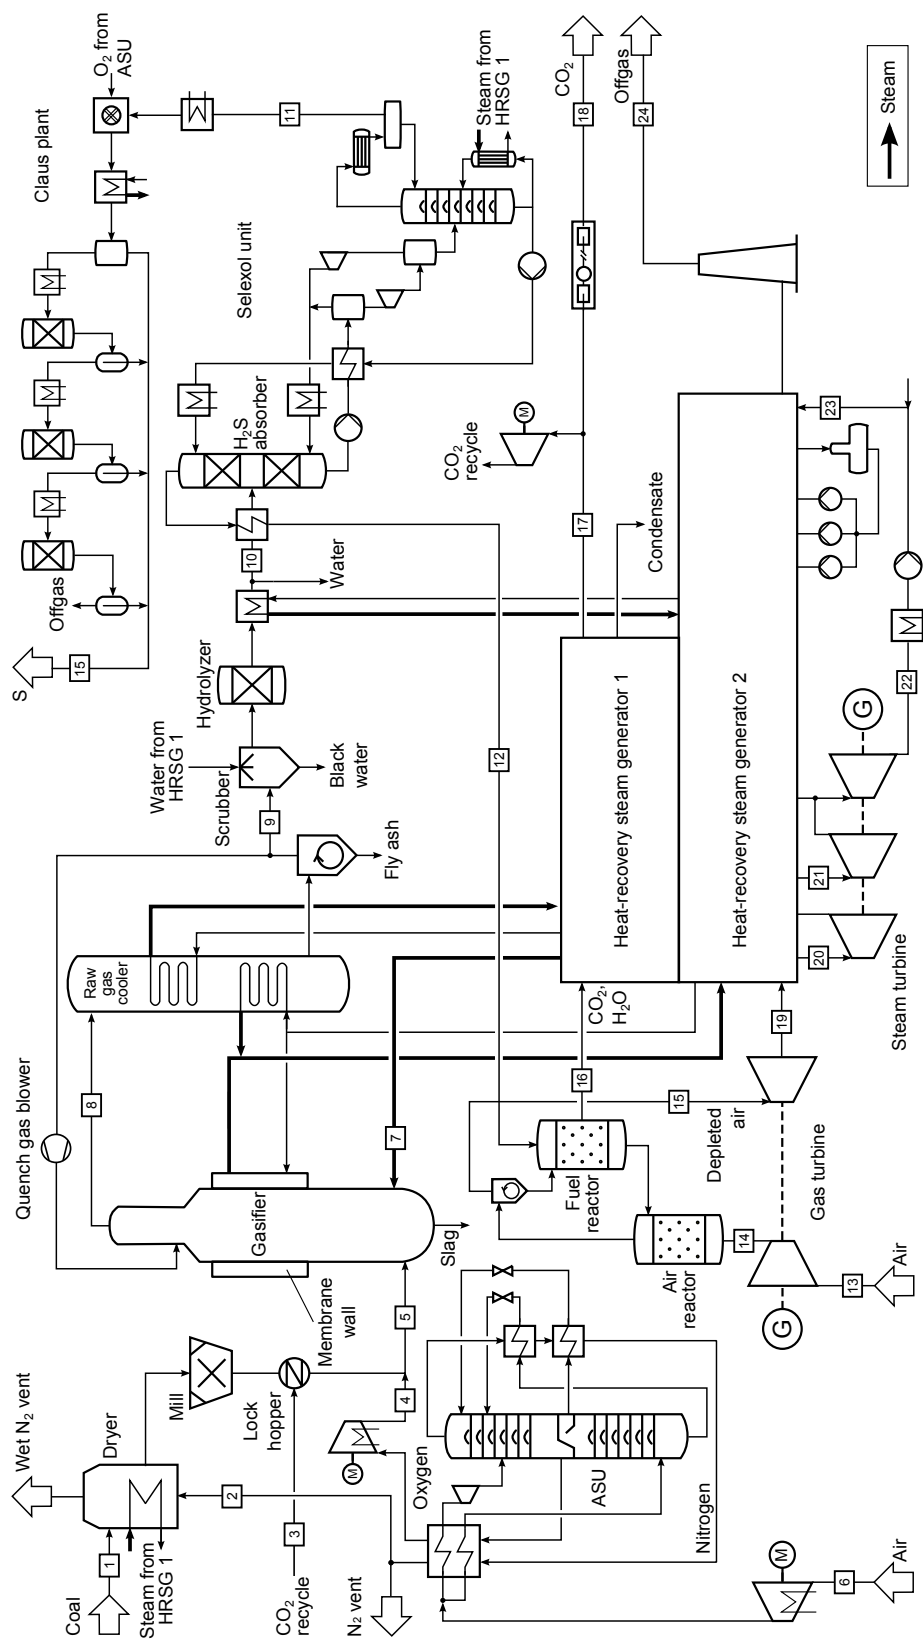 Wet N2 vent
Dryer
Coal
1
Steam from
HRSG 1
Mill
2
Lock
hopper
3
CO2
recycle
N2 vent
Membrane
wall
4
5
M
Oxygen
ASU
Nitrogen
M
6
Air
Quench gas blower
8
Raw
gas
cooler
Gasifier
Slag
7
Fly ash
9
Water from
HRSG 1
Scrubber
Black
water
Hydrolyzer
Water
10
S
15
Offgas
Claus plant
O2 from
ASU
11
Selexol unit
H2S
absorber
Steam from
HRSG 1
12
CO2
recycle
M
17
18
CO2
24
Offgas
Steam
Condensate
Heat-recovery steam generator 1
Heat-recovery steam generator 2
CO2,
H2O
16
Fuel
reactor
Air
reactor
15
Depleted
air
14
13
Air
G
Gas turbine
19
20
21
Steam turbine
G
22
23